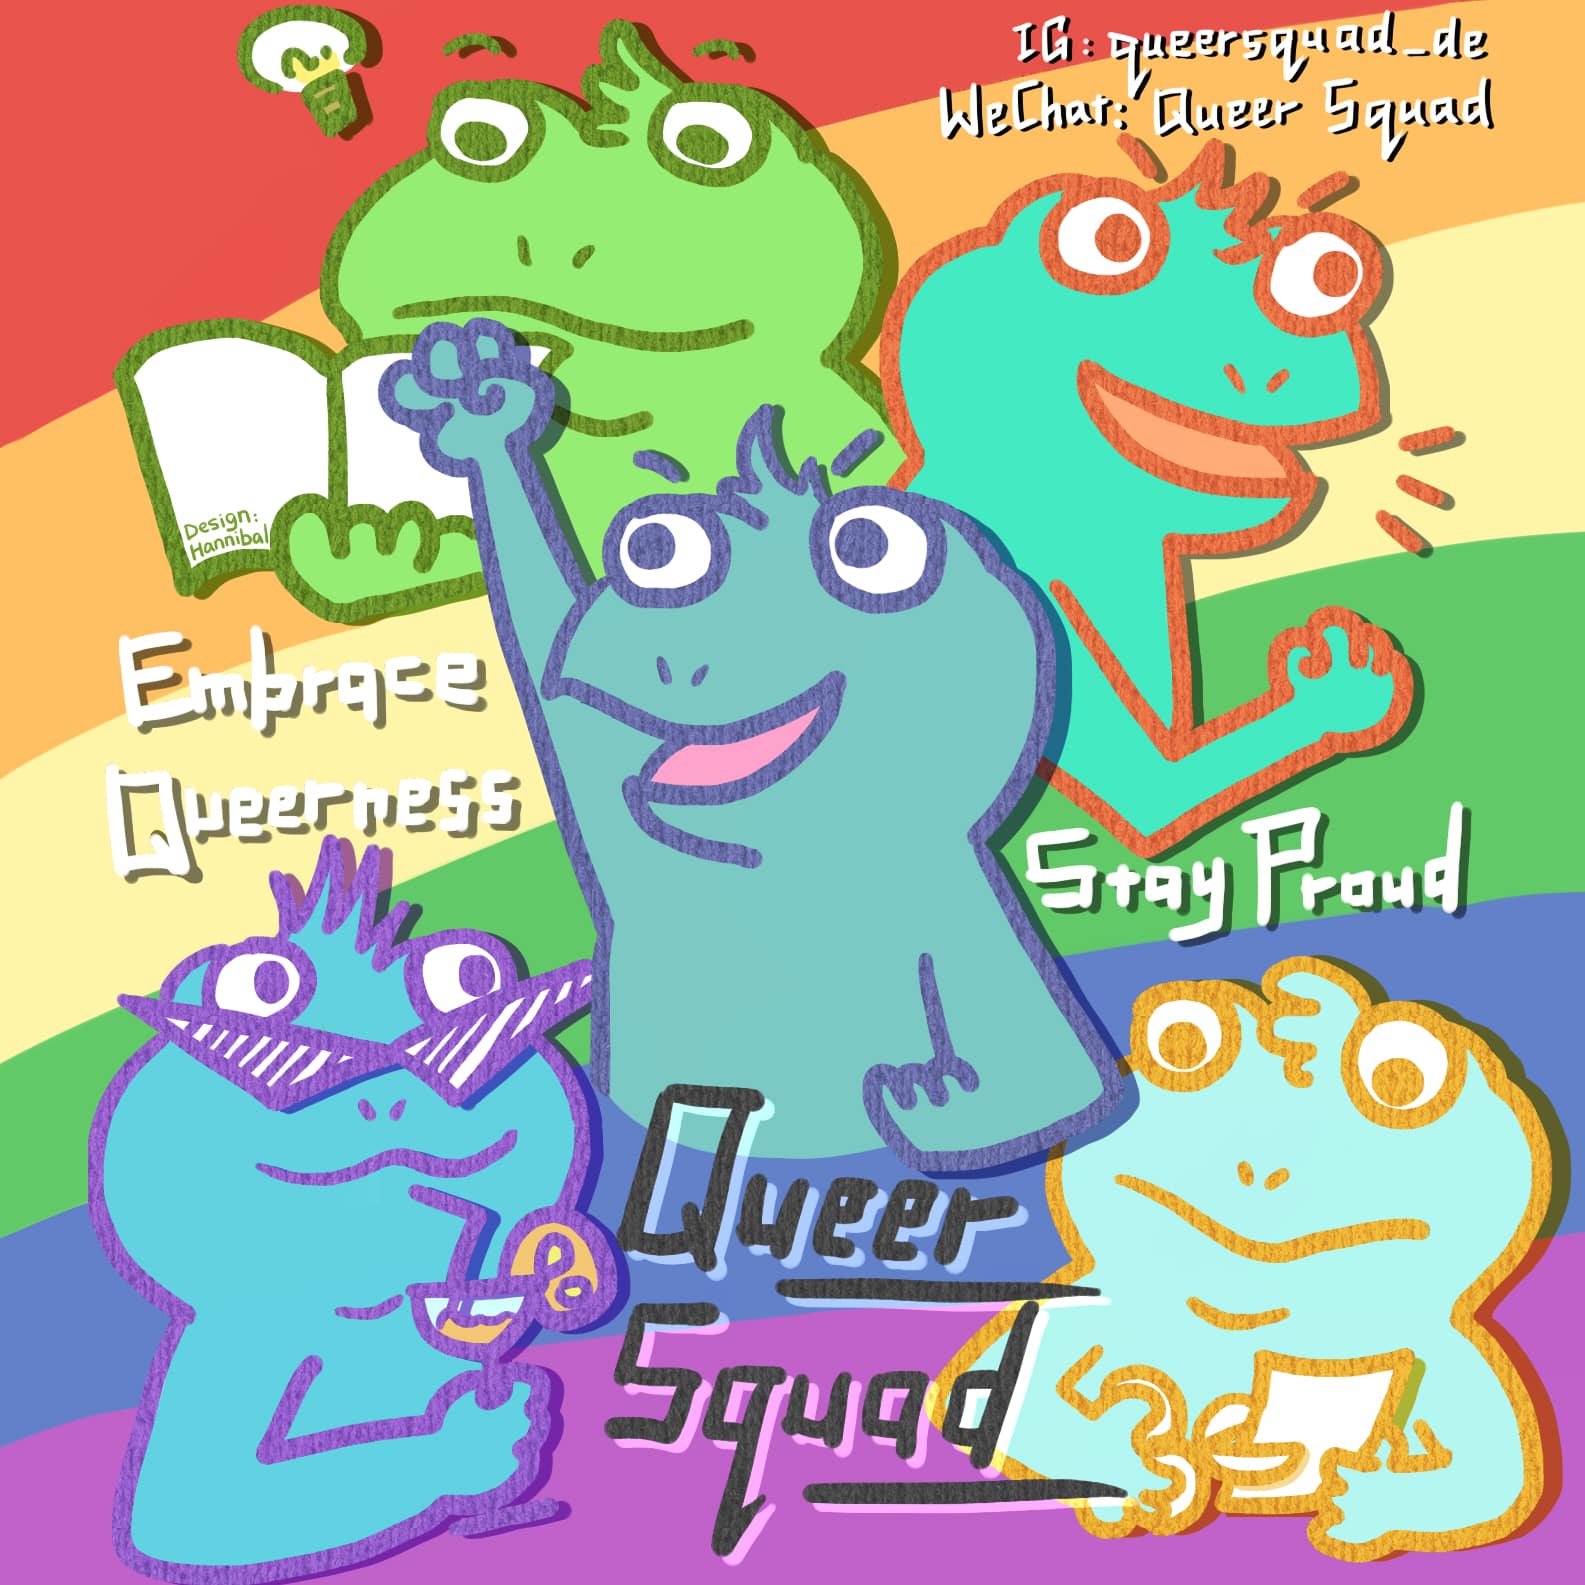 IG: queersquad_de
WeChat: Queer Squad
Design:
Hannibal
Embrace
Queerness
Stay Proud
Queer
Squad